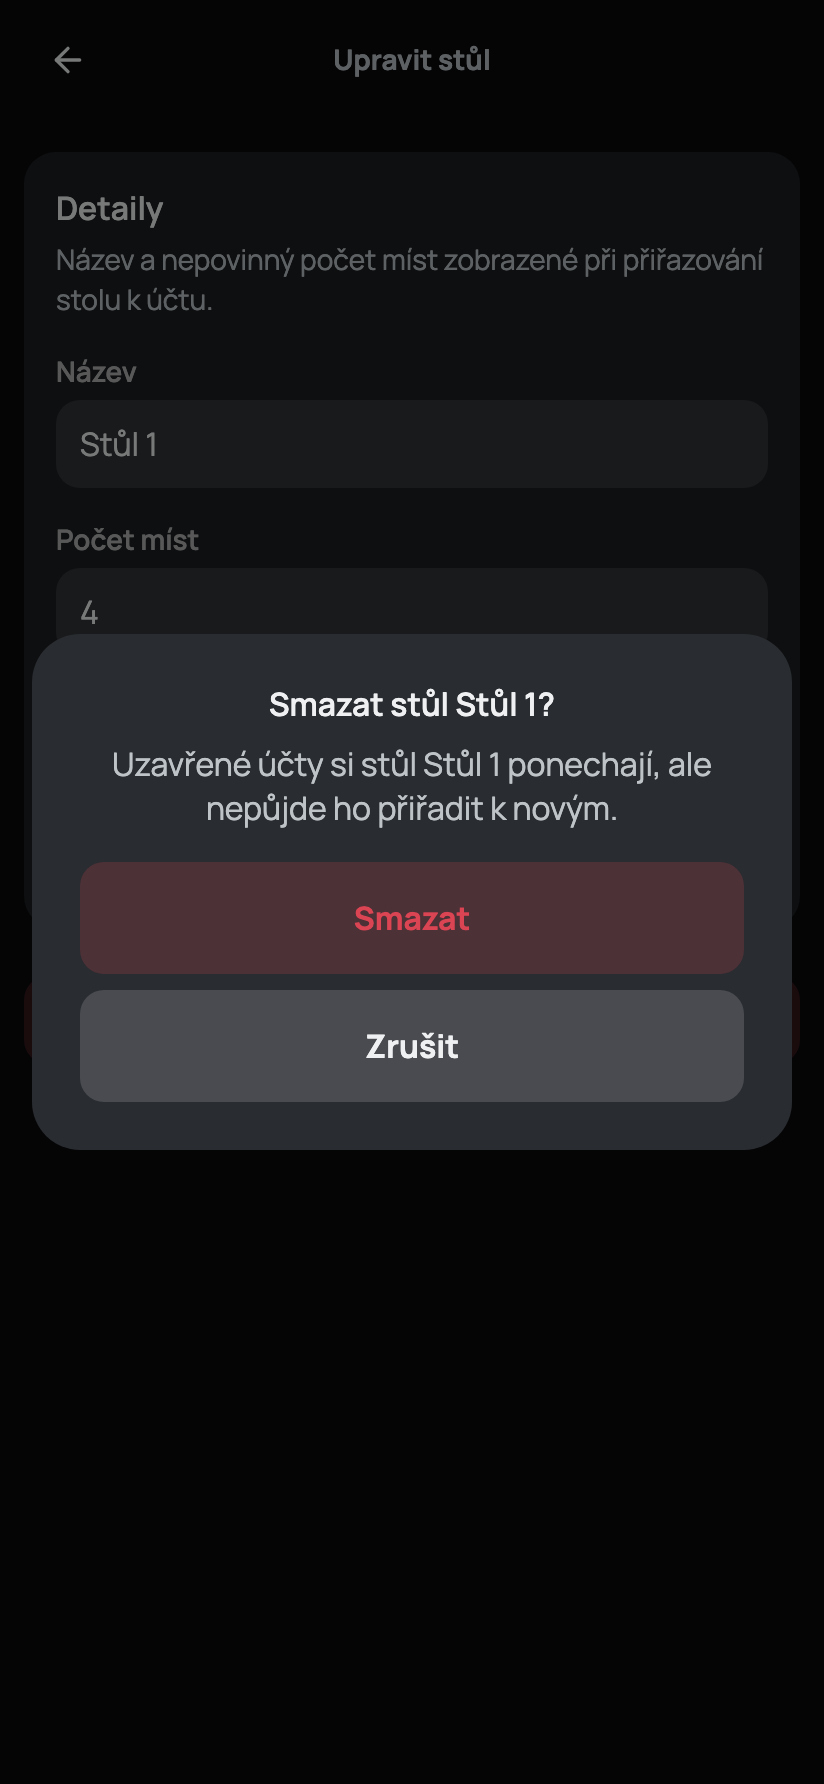 Upravit stůl
Detaily
Název a nepovinný počet míst zobrazené při přiřazování
stolu k účtu.
Název
Stůl 1
Počet míst
4
Smazat stůl Stůl 1?
Uzavřené účty si stůl Stůl 1 ponechají, ale
nepůjde ho přiřadit k novým.
Smazat
Zrušit